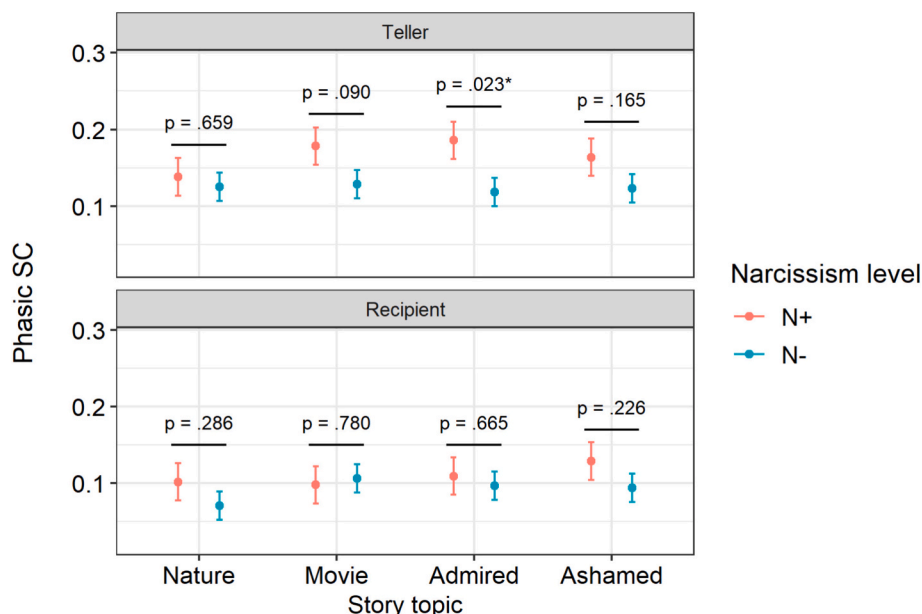 Teller
0.3
p = .023*
p = .090
p = .165
p = .659
0.2
0.1
Phasic SC
Recipient
0.3
0.2
p = .226
p = .286
p = .780
p = .665
0.1
Nature
Movie
Admired
Ashamed
Story topic
Narcissism level
N+
N-